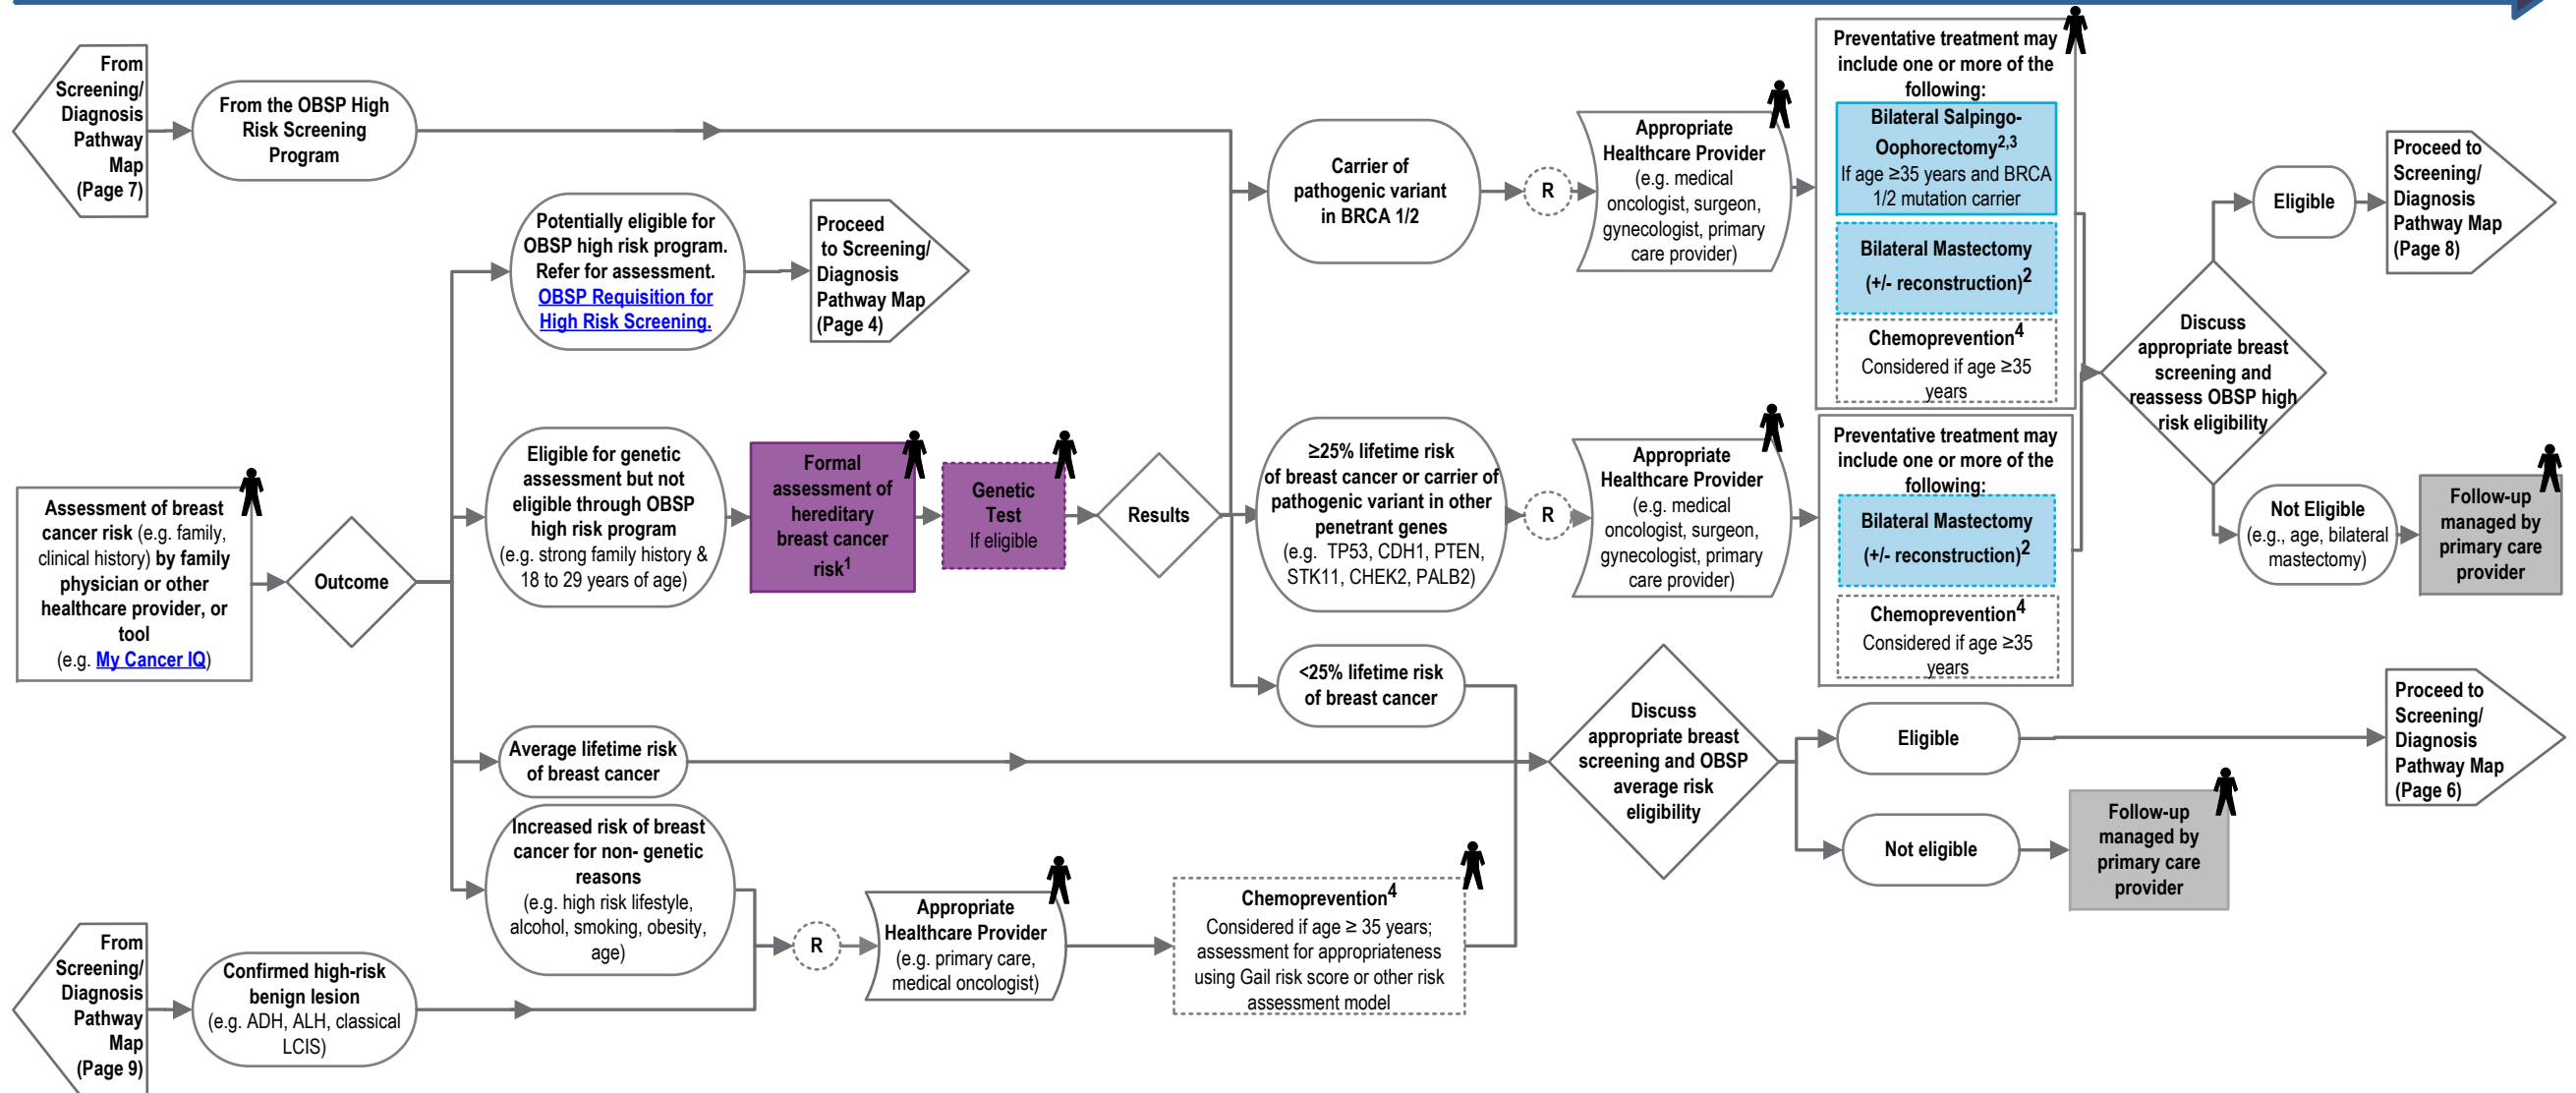 From
Screening/
Diagnosis
Pathway
Map
(Page 7)
From the OBSP High
Risk Screening
Program
Potentially eligible for
OBSP high risk program.
Refer for assessment.
OBSP Requisition for
High Risk Screening.
Proceed
to Screening/
Diagnosis
Pathway Map
(Page 4)
Assessment of breast
cancer risk (e.g. family,
clinical history) by family
physician or other
healthcare provider, or
tool
(e.g. My Cancer IQ)
Outcome
Eligible for genetic
assessment but not
eligible through OBSP
high risk program
(e.g. strong family history &
18 to 29 years of age)
Formal
assessment of
hereditary
breast cancer
risk1
Genetic
Test
If eligible
Results
Average lifetime risk
of breast cancer
Increased risk of breast
cancer for non- genetic
reasons
(e.g. high risk lifestyle,
alcohol, smoking, obesity,
age)
From
Screening/
Diagnosis
Pathway
Map
(Page 9)
Confirmed high-risk
benign lesion
(e.g. ADH, ALH, classical
LCIS)
R
Appropriate
Healthcare Provider
(e.g. primary care,
medical oncologist)
Chemoprevention4
Considered if age ≥ 35 years;
assessment for appropriateness
using Gail risk score or other risk
assessment model
Carrier of
pathogenic variant
in BRCA 1/2
R
Appropriate
Healthcare Provider
(e.g. medical
oncologist, surgeon,
gynecologist, primary
care provider)
Preventative treatment may
include one or more of the
following:
Bilateral Salpingo-
Oophorectomy2,3
If age ≥35 years and BRCA
1/2 mutation carrier
Bilateral Mastectomy
(+/- reconstruction)2
Chemoprevention4
Considered if age ≥35
years
≥25% lifetime risk
of breast cancer or carrier of
pathogenic variant in other
penetrant genes
(e.g. TP53, CDH1, PTEN,
STK11, CHEK2, PALB2)
R
Appropriate
Healthcare Provider
(e.g. medical
oncologist, surgeon,
gynecologist, primary
care provider)
Preventative treatment may
include one or more of the
following:
Bilateral Mastectomy
(+/- reconstruction)2
Chemoprevention4
Considered if age ≥35
years
<25% lifetime risk
of breast cancer
Discuss
appropriate breast
screening and
reassess OBSP high
risk eligibility
Eligible
Proceed to
Screening/
Diagnosis
Pathway Map
(Page 8)
Not Eligible
(e.g., age, bilateral
mastectomy)
Follow-up
managed by
primary care
provider
Discuss
appropriate breast
screening and OBSP
average risk
eligibility
Eligible
Proceed to
Screening/
Diagnosis
Pathway Map
(Page 6)
Not eligible
Follow-up
managed by
primary care
provider